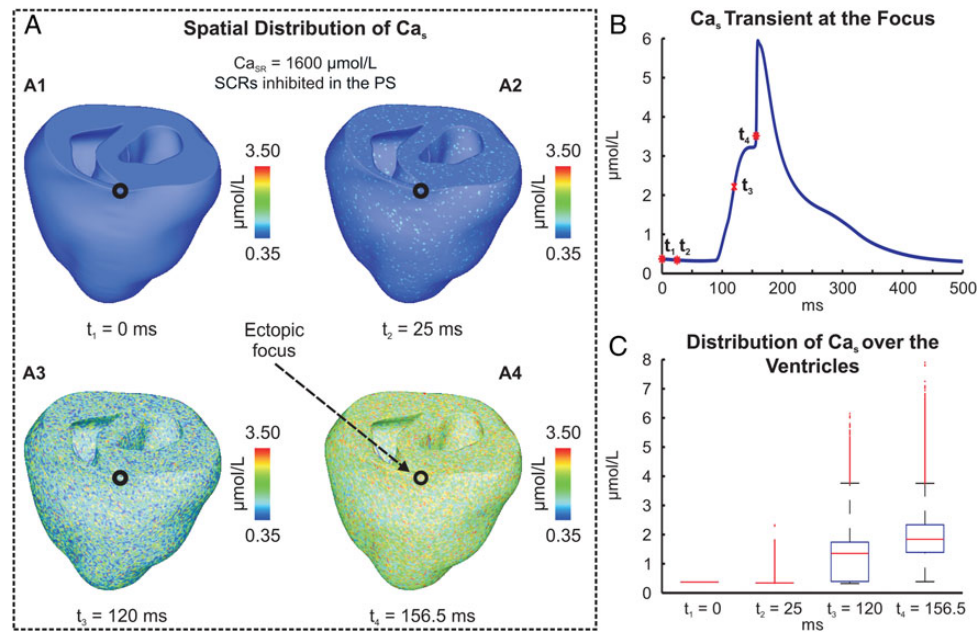 A
Spatial Distribution of Caₛ
Ca_SR = 1600 µmol/L
SCRs inhibited in the PS
A1
A2
3.50
µmol/L
0.35
3.50
µmol/L
0.35
t₁ = 0 ms
t₂ = 25 ms
Ectopic
focus
A3
A4
3.50
µmol/L
0.35
3.50
µmol/L
0.35
t₃ = 120 ms
t₄ = 156.5 ms
B
Caₛ Transient at the Focus
6
5
4
3
2
1
0
µmol/L
t₄
t₃
t₁ t₂
0 100 200 300 400 500
ms
C
Distribution of Caₛ over the
Ventricles
8
7
6
5
4
3
2
1
0
µmol/L
t₁ = 0 t₂ = 25 t₃ = 120 t₄ = 156.5
ms